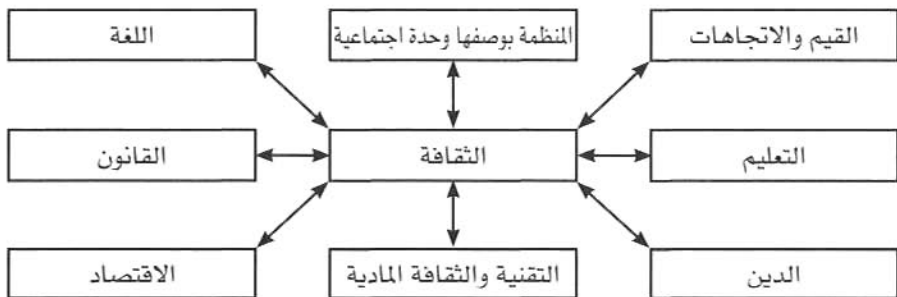 القيم والاتجاهات
المنظمة بوصفها وحدة اجتماعية
اللغة
التعليم
الثقافة
القانون
الدين
التقنية والثقافة المادية
الاقتصاد